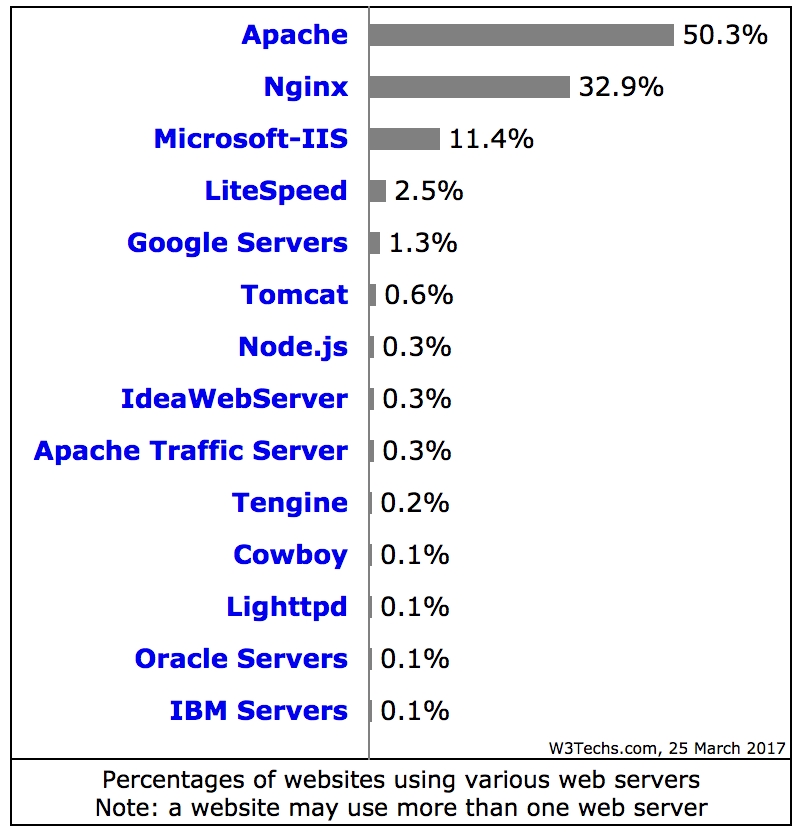 Apache 50.3%
Nginx 32.9%
Microsoft-IIS 11.4%
LiteSpeed 2.5%
Google Servers 1.3%
Tomcat 0.6%
Node.js 0.3%
IdeaWebServer 0.3%
Apache Traffic Server 0.3%
Tengine 0.2%
Cowboy 0.1%
Lighttpd 0.1%
Oracle Servers 0.1%
IBM Servers 0.1%
W3Techs.com, 25 March 2017
Percentages of websites using various web servers
Note: a website may use more than one web server